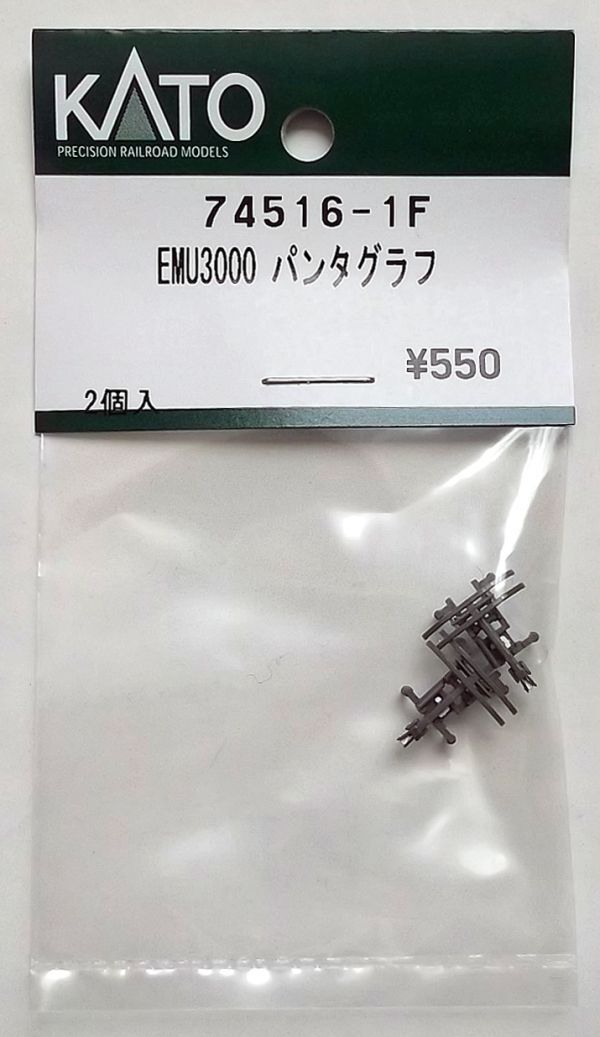 KATO
PRECISION RAILROAD MODELS
74516-1F
EMU3000 パンタグラフ
¥550
2個入